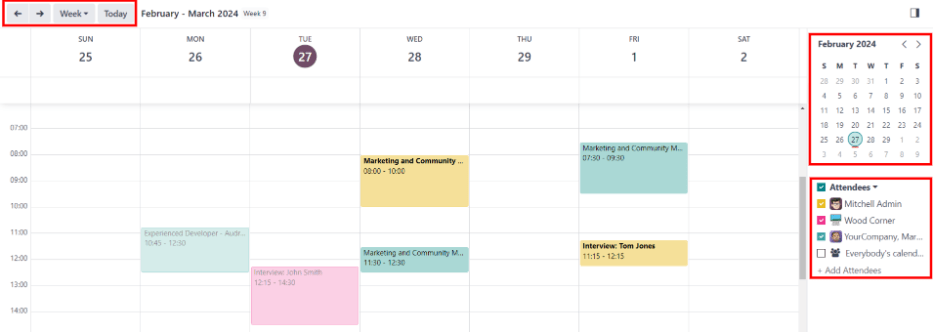 Week Today February - March 2024 Week 9
SUN MON TUE WED THU FRI SAT
25 26 27 28 29 1 2
February 2024
S M T W T F S
28 29 30 31 1 2 3
4 5 6 7 8 9 10
11 12 13 14 15 16 17
18 19 20 21 22 23 24
25 26 27 28 29 1 2
3 4 5 6 7 8 9
07:00
08:00
09:00
10:00
11:00
12:00
13:00
14:00
Experienced Developer - Audr...
10:45 - 12:30
Interview: John Smith
12:15 - 14:30
Marketing and Community ...
08:00 - 10:00
Marketing and Community M...
11:30 - 12:30
Marketing and Community M...
07:30 - 09:30
Interview: Tom Jones
11:15 - 12:15
Attendees
Mitchell Admin
Wood Corner
YourCompany, Mar...
Everybody's calend...
+ Add Attendees